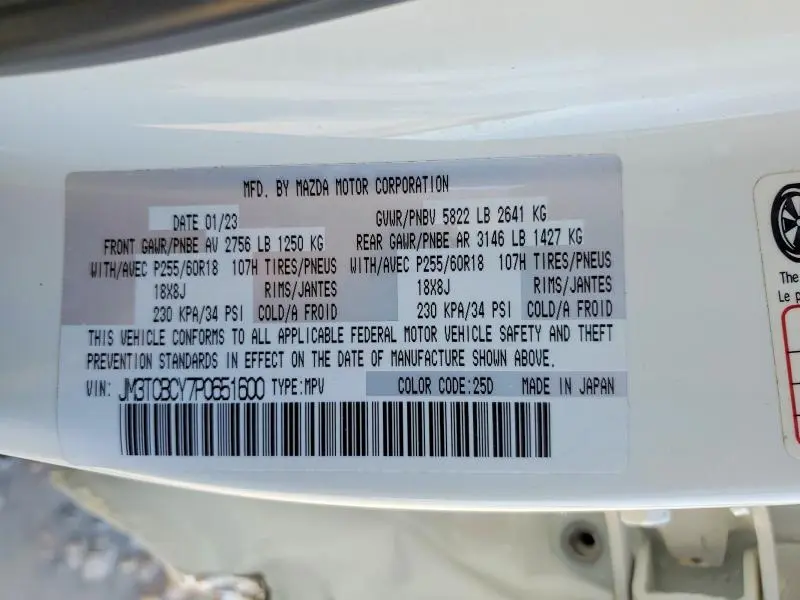 MFD. BY MAZDA MOTOR CORPORATION
DATE 01/23 GVWR/PNBV 5822 LB 2641 KG
FRONT GAWR/PNBE AV 2756 LB 1250 KG REAR GAWR/PNBE AR 3146 LB 1427 KG
WITH/AVEC P255/60R18 107H TIRES/PNEUS WITH/AVEC P255/60R18 107H TIRES/PNEUS
18X8J RIMS/JANTES 18X8J RIMS/JANTES
230 KPA/34 PSI COLD/A FROID 230 KPA/34 PSI COLD/A FROID
THIS VEHICLE CONFORMS TO ALL APPLICABLE FEDERAL MOTOR VEHICLE SAFETY AND THEFT
PREVENTION STANDARDS IN EFFECT ON THE DATE OF MANUFACTURE SHOWN ABOVE.
VIN: JM3TCBCY7P0651600 TYPE:MPV COLOR CODE:25D MADE IN JAPAN
The
Le p